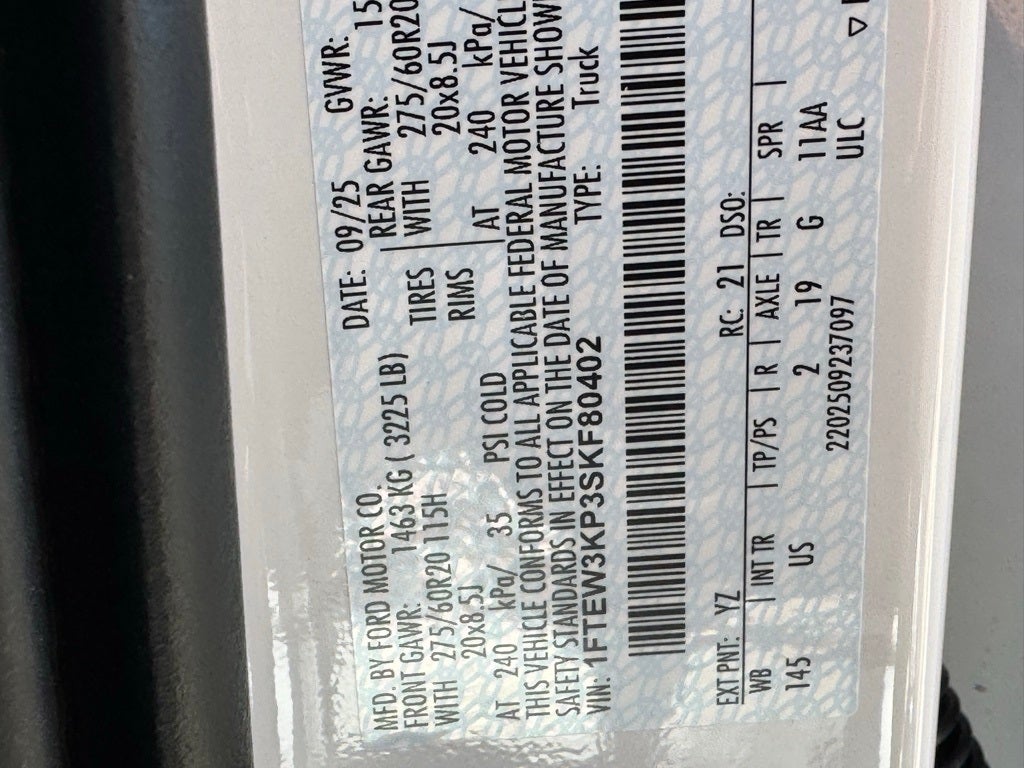 MFD. BY FORD MOTOR CO. DATE: 09/25 GVWR: 15
FRONT GAWR: 1463 KG ( 3225 LB) REAR GAWR: 15
WITH 275/60R20 115H TIRES WITH 275/60R20
20x8.5J RIMS 20x8.5J
AT 240 kPa/ 35 PSI COLD AT 240 kPa/
THIS VEHICLE CONFORMS TO ALL APPLICABLE FEDERAL MOTOR VEHICL
SAFETY STANDARDS IN EFFECT ON THE DATE OF MANUFACTURE SHOW
VIN: 1FTEW3KP3SKF80402 TYPE: Truck
EXT PNT: YZ RC: 21 DSO:
WB | INT TR | TP/PS | R | AXLE | TR | SPR |
145 US 2 19 G 11AA
2202509237097 ULC